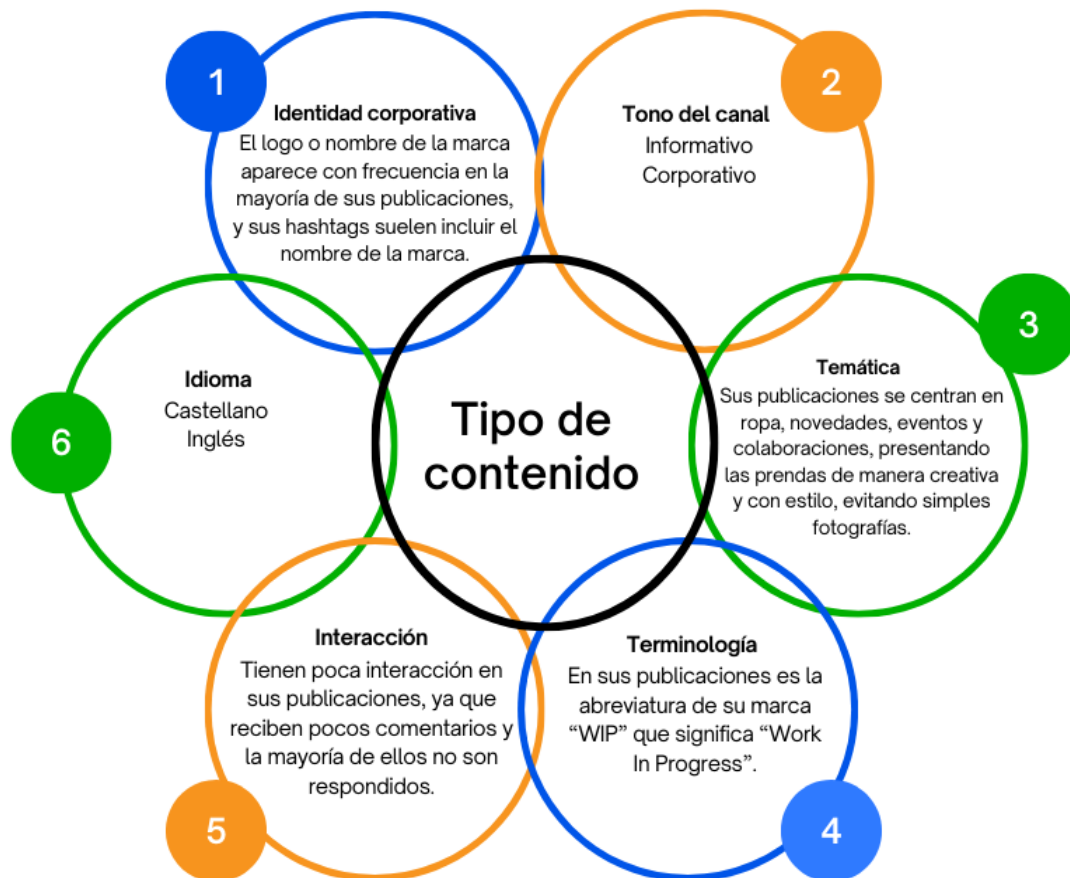 1
Identidad corporativa
El logo o nombre de la marca
aparece con frecuencia en la
mayoría de sus publicaciones,
y sus hashtags suelen incluir el
nombre de la marca.
2
Tono del canal
Informativo
Corporativo
3
Temática
Sus publicaciones se centran en
ropa, novedades, eventos y
colaboraciones, presentando
las prendas de manera creativa
y con estilo, evitando simples
fotografías.
Tipo de
contenido
6
Idioma
Castellano
Inglés
5
Interacción
Tienen poca interacción en
sus publicaciones, ya que
reciben pocos comentarios y
la mayoría de ellos no son
respondidos.
4
Terminología
En sus publicaciones es la
abreviatura de su marca
“WIP” que significa “Work
In Progress”.